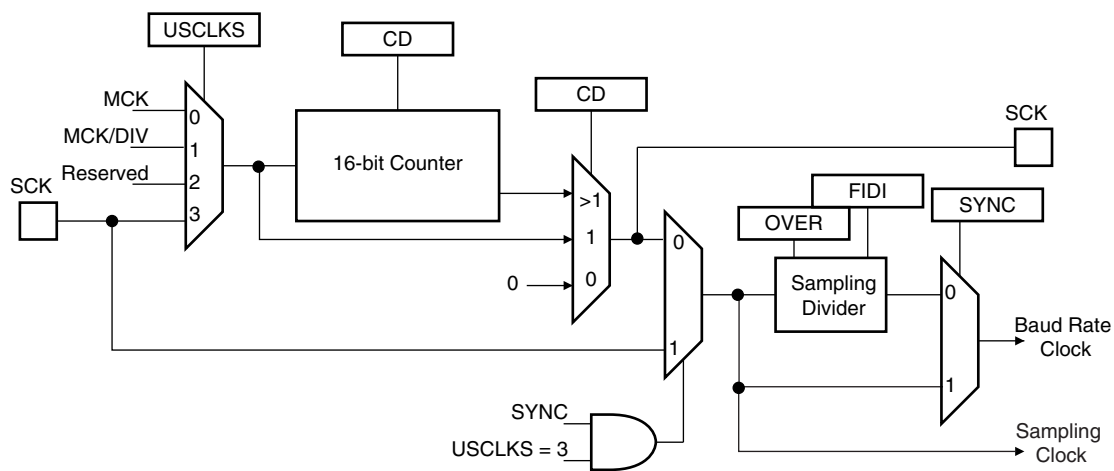 USCLKS
CD
CD
SCK
MCK
0
MCK/DIV
1
16-bit Counter
Reserved
2
SCK
3
>1
FIDI
OVER
SYNC
1
0
0
0
Sampling
Divider
0
Baud Rate
Clock
1
1
SYNC
USCLKS = 3
Sampling
Clock